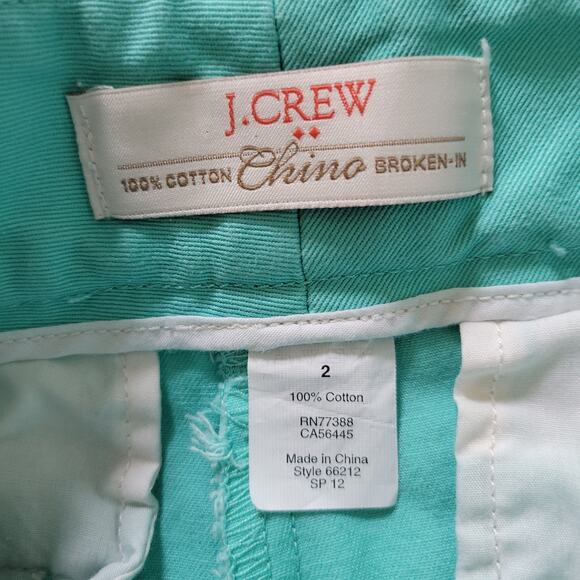 J.CREW
100% COTTON Chino BROKEN-IN
2
100% Cotton
RN77388
CA56445
Made in China
Style 66212
SP 12